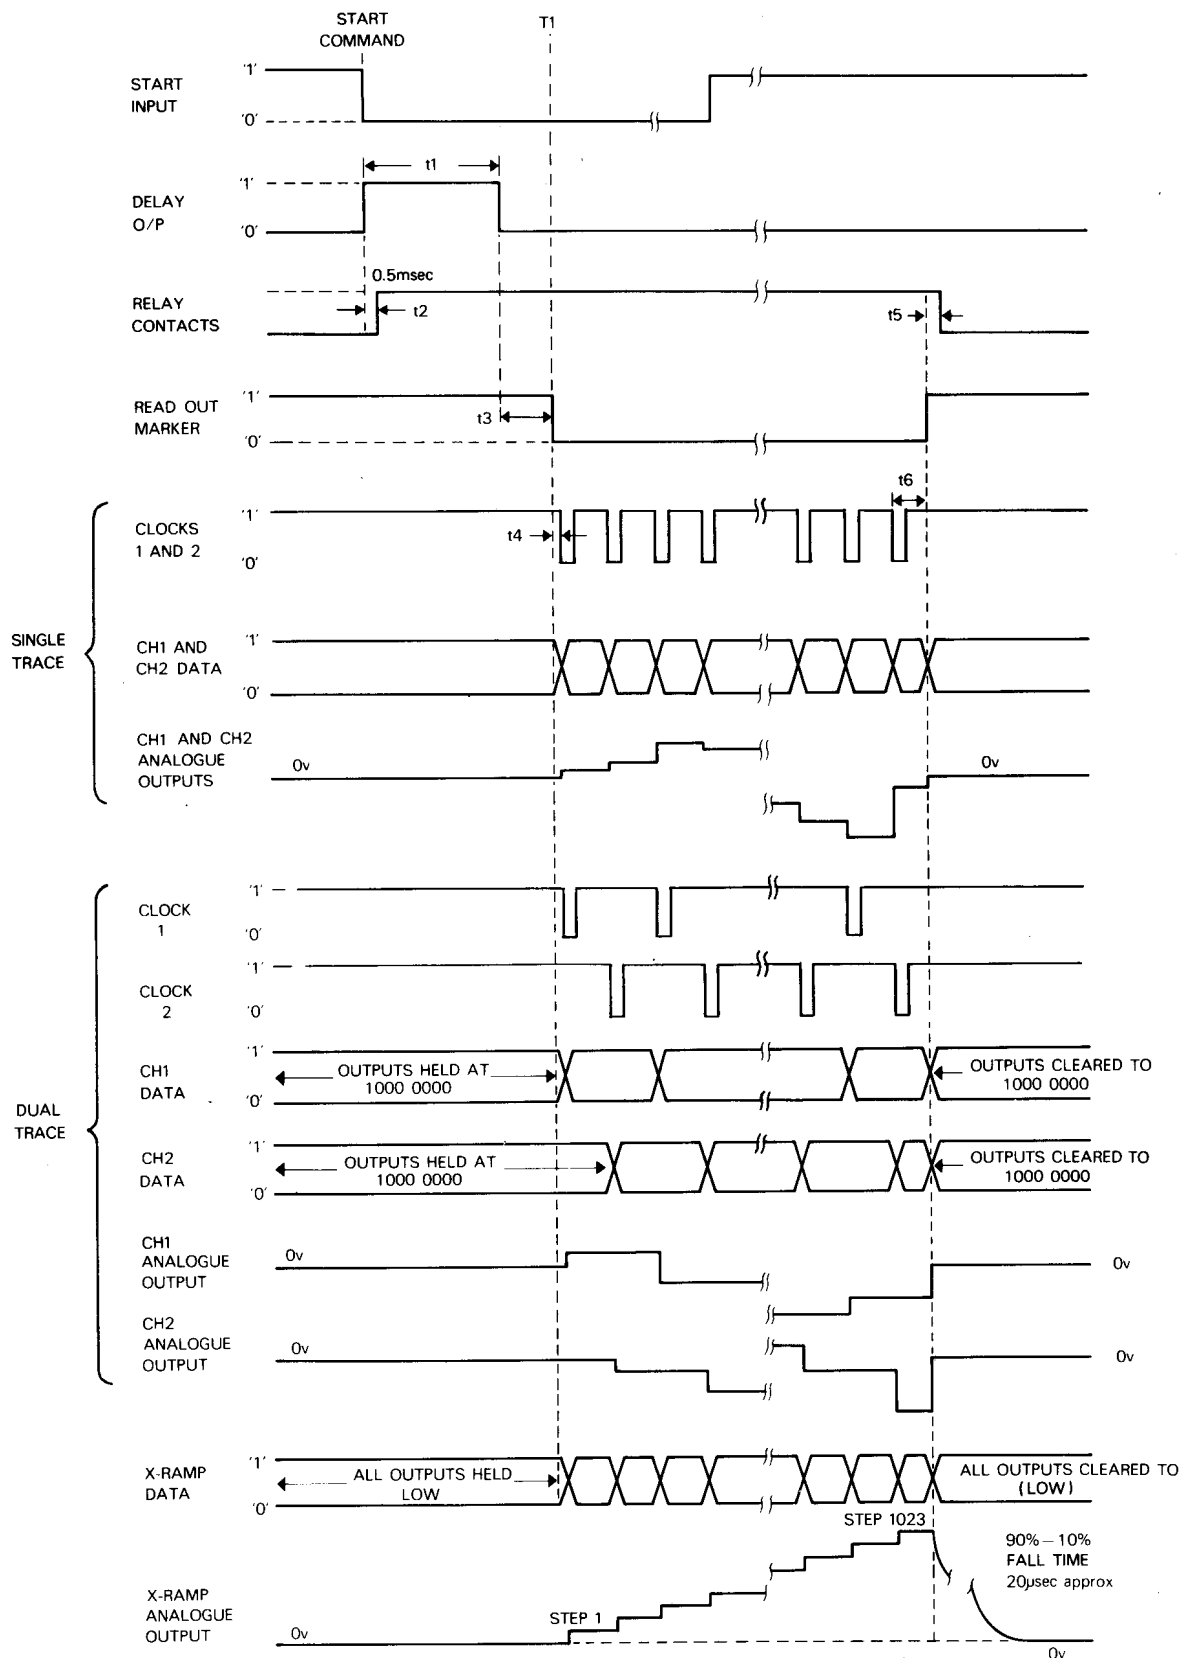 START
COMMAND
T1
START
INPUT
'1'
'0'
t1
DELAY
O/P
'1'
'0'
0.5msec
RELAY
CONTACTS
t2
t5
READ OUT
MARKER
'1'
'0'
t3
t6
SINGLE
TRACE
CLOCKS
1 AND 2
'1'
'0'
t4
CH1 AND
CH2 DATA
'1'
'0'
CH1 AND CH2
ANALOGUE
OUTPUTS
0v
0v
DUAL
TRACE
CLOCK
1
'1'
'0'
CLOCK
2
'1'
'0'
CH1
DATA
'1'
'0'
OUTPUTS HELD AT
1000 0000
OUTPUTS CLEARED TO
1000 0000
CH2
DATA
'1'
'0'
OUTPUTS HELD AT
1000 0000
OUTPUTS CLEARED TO
1000 0000
CH1
ANALOGUE
OUTPUT
0v
0v
CH2
ANALOGUE
OUTPUT
0v
0v
X-RAMP
DATA
'1'
'0'
ALL OUTPUTS HELD
LOW
ALL OUTPUTS CLEARED TO
(LOW)
STEP 1023
90%–10%
FALL TIME
20µsec approx
X-RAMP
ANALOGUE
OUTPUT
0v
STEP 1
0v